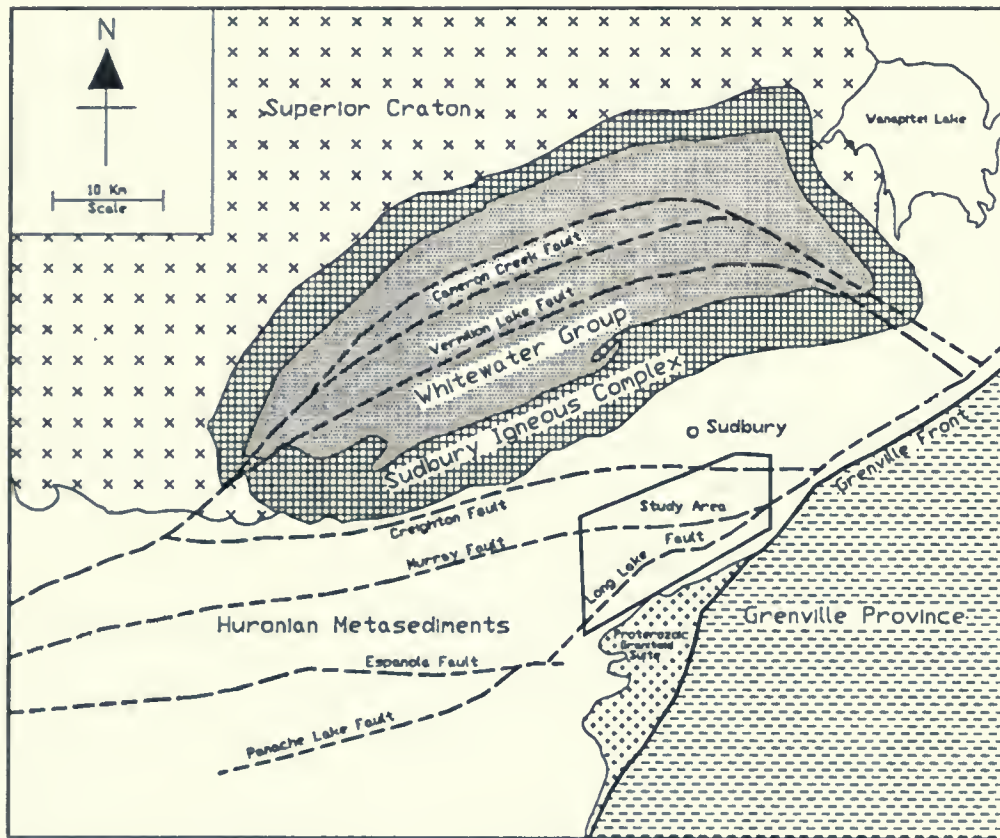 N
10 Km
Scale
Superior Craton
Wanapitei Lake
Cameron Creek Fault
Vermilion Lake Fault
Whitewater Group
Sudbury Igneous Complex
Sudbury
Grenville Front
Creighton Fault
Study Area
Murray Fault
Long Lake Fault
Huronian Metasediments
Grenville Province
Proterozoic
Granitoid
Suite
Espanola Fault
Panache Lake Fault